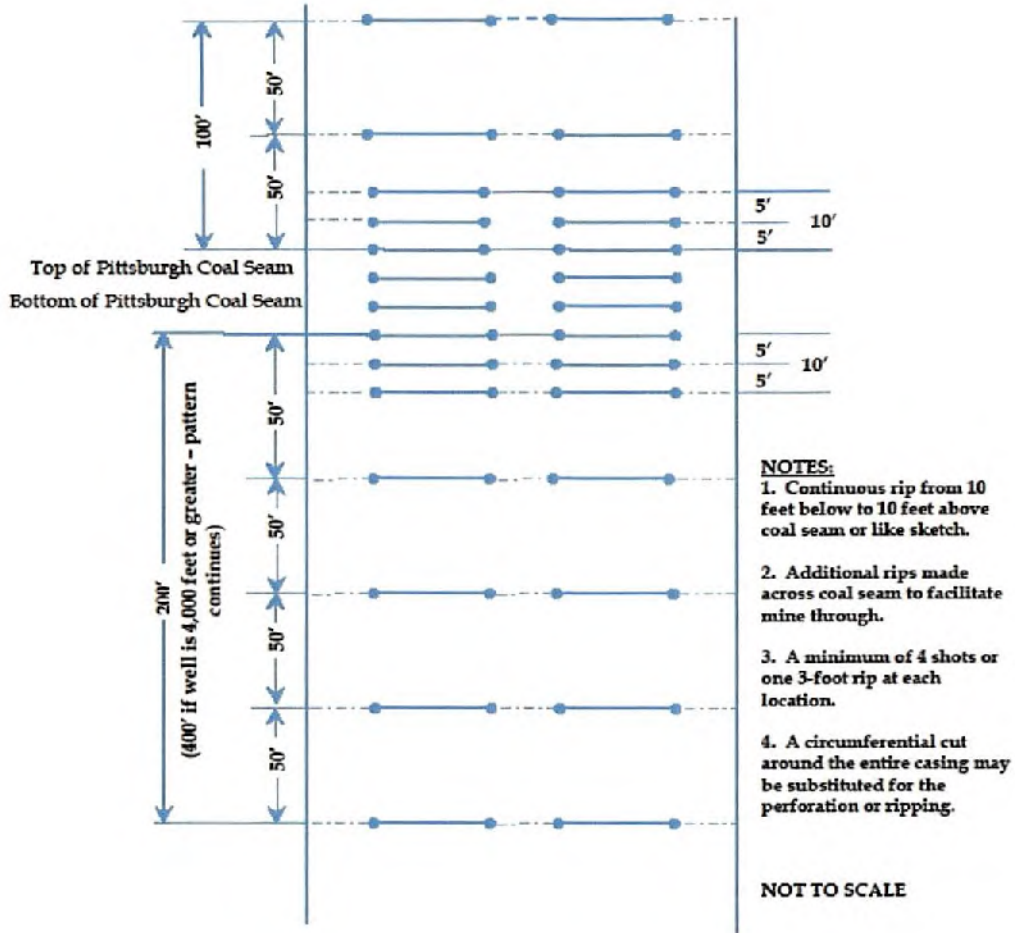 50'
100'
50'
5'
10'
5'
Top of Pittsburgh Coal Seam
Bottom of Pittsburgh Coal Seam
5'
10'
5'
50'
200'
(400' if well is 4,000 feet or greater – pattern
continues)
50'
50'
50'
NOTES:
1. Continuous rip from 10
feet below to 10 feet above
coal seam or like sketch.
2. Additional rips made
across coal seam to facilitate
mine through.
3. A minimum of 4 shots or
one 3-foot rip at each
location.
4. A circumferential cut
around the entire casing may
be substituted for the
perforation or ripping.
NOT TO SCALE